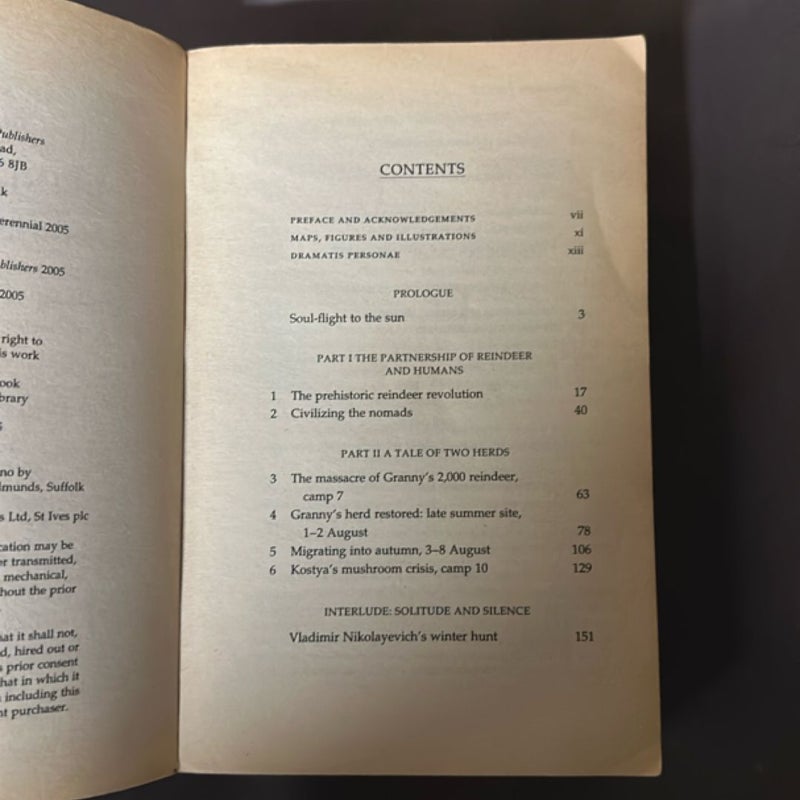 ublishers
ad,
5 8JB
k
erennial 2005
blishers 2005
2005
right to
is work
ook
brary
no by
dmunds, Suffolk
s Ltd, St Ives plc
cation may be
or transmitted,
mechanical,
hout the prior
at it shall not,
d, hired out or
s prior consent
hat in which it
including this
nt purchaser.
CONTENTS
PREFACE AND ACKNOWLEDGEMENTS vii
MAPS, FIGURES AND ILLUSTRATIONS xi
DRAMATIS PERSONAE xiii
PROLOGUE
Soul-flight to the sun 3
PART I THE PARTNERSHIP OF REINDEER
AND HUMANS
1 The prehistoric reindeer revolution 17
2 Civilizing the nomads 40
PART II A TALE OF TWO HERDS
3 The massacre of Granny's 2,000 reindeer,
camp 7 63
4 Granny's herd restored: late summer site,
1–2 August 78
5 Migrating into autumn, 3–8 August 106
6 Kostya's mushroom crisis, camp 10 129
INTERLUDE: SOLITUDE AND SILENCE
Vladimir Nikolayevich's winter hunt 151